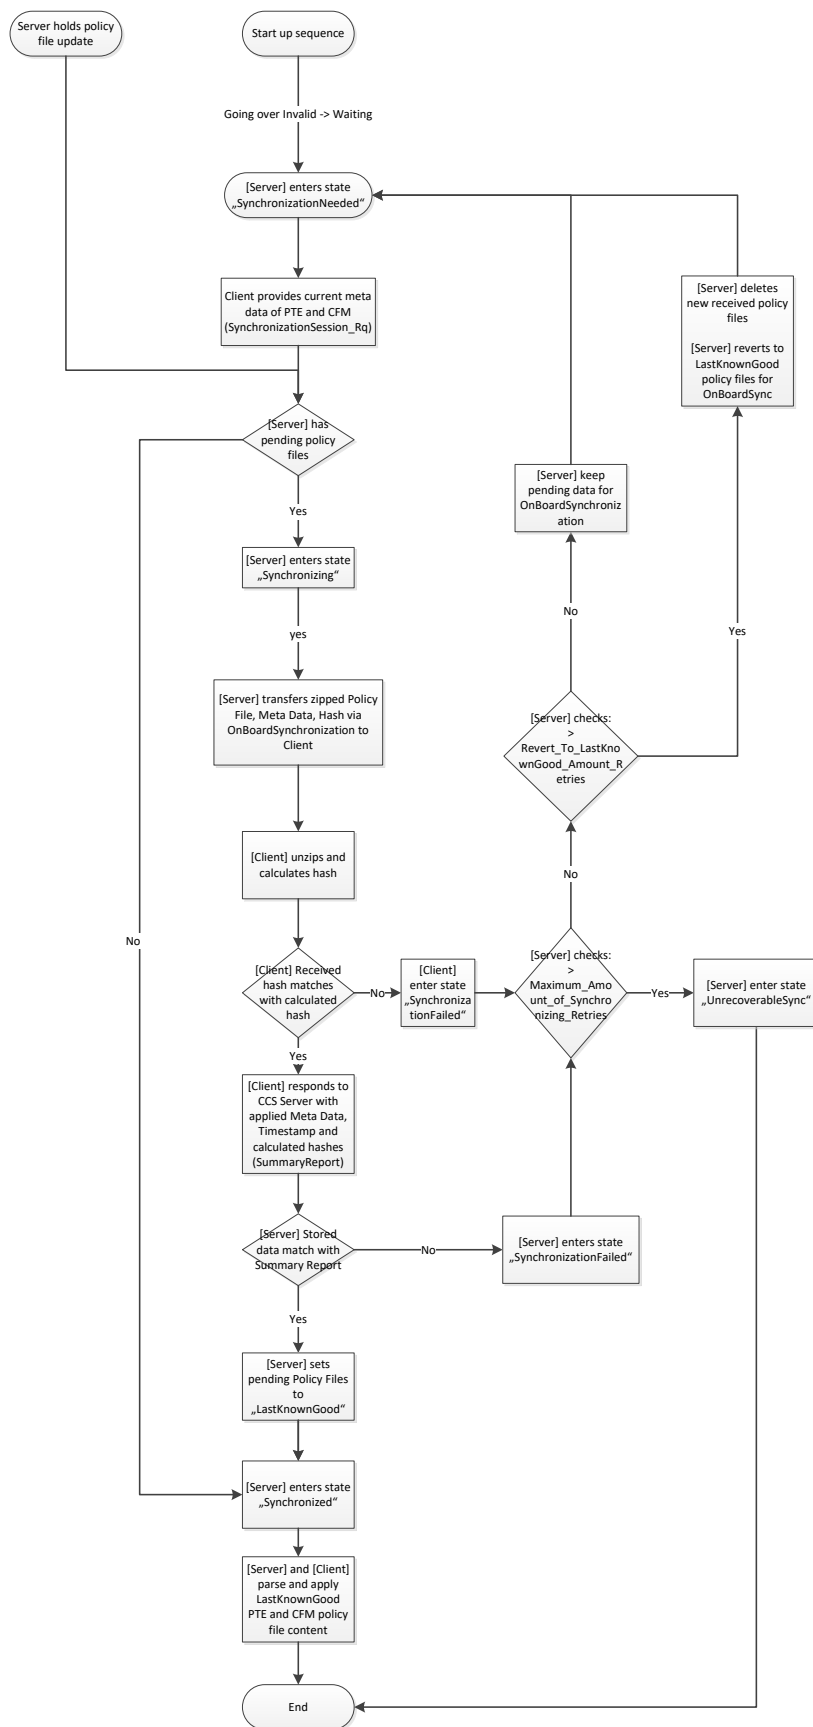 Server holds policy
file update
Start up sequence
Going over Invalid -> Waiting
[Server] enters state
„SynchronizationNeeded“
Client provides current meta
data of PTE and CFM
(SynchronizationSession_Rq)
[Server] deletes
new received policy
files
[Server] reverts to
LastKnownGood
policy files for
OnBoardSync
[Server] has
pending policy
files
[Server] keep
pending data for
OnBoardSynchroniz
ation
Yes
[Server] enters state
„Synchronizing“
No
Yes
yes
[Server] transfers zipped Policy
File, Meta Data, Hash via
OnBoardSynchronization to
Client
[Server] checks:
>
Revert_To_LastKno
wnGood_Amount_R
etries
[Client] unzips and
calculates hash
No
No
[Client] Received
hash matches
with calculated
hash
No
[Client]
enter state
„Synchroniza
tionFailed“
[Server] checks:
>
Maximum_Amo
unt_of_Synchro
nizing_Retries
Yes
[Server] enter state
„UnrecoverableSync“
Yes
[Client] responds to
CCS Server with
applied Meta Data,
Timestamp and
calculated hashes
(SummaryReport)
[Server] Stored
data match with
Summary Report
No
[Server] enters state
„SynchronizationFailed“
Yes
[Server] sets
pending Policy Files
to
„LastKnownGood“
[Server] enters state
„Synchronized“
[Server] and [Client]
parse and apply
LastKnownGood
PTE and CFM policy
file content
End